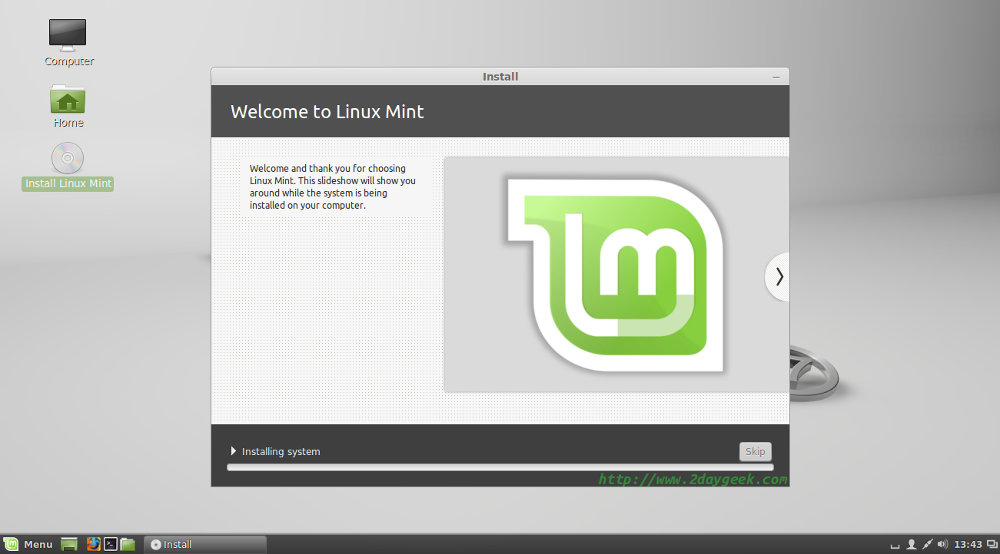 Computer
Home
Install Linux Mint
Install
Welcome to Linux Mint
Welcome and thank you for choosing
Linux Mint. This slideshow will show you
around while the system is being
installed on your computer.
lm
Installing system
Skip
http://www.2daygeek.com
Menu
Install
13:43